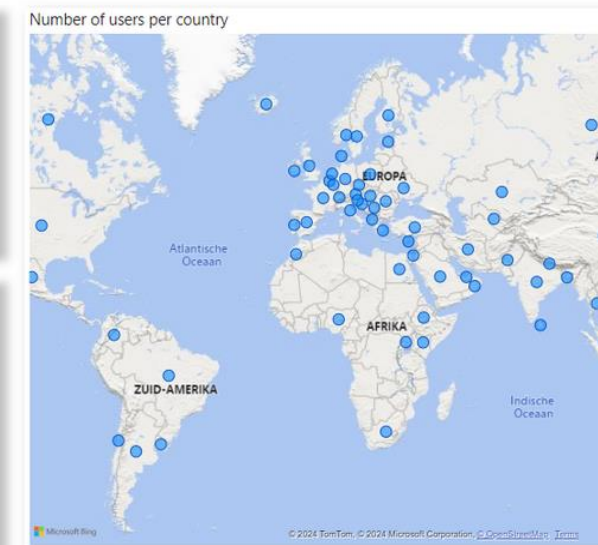 Number of users per country
EUROPA
Atlantische
Oceaan
AFRIKA
ZUID-AMERIKA
Indische
Oceaan
Microsoft Bing
© 2024 TomTom, © 2024 Microsoft Corporation, © OpenStreetMap Terms